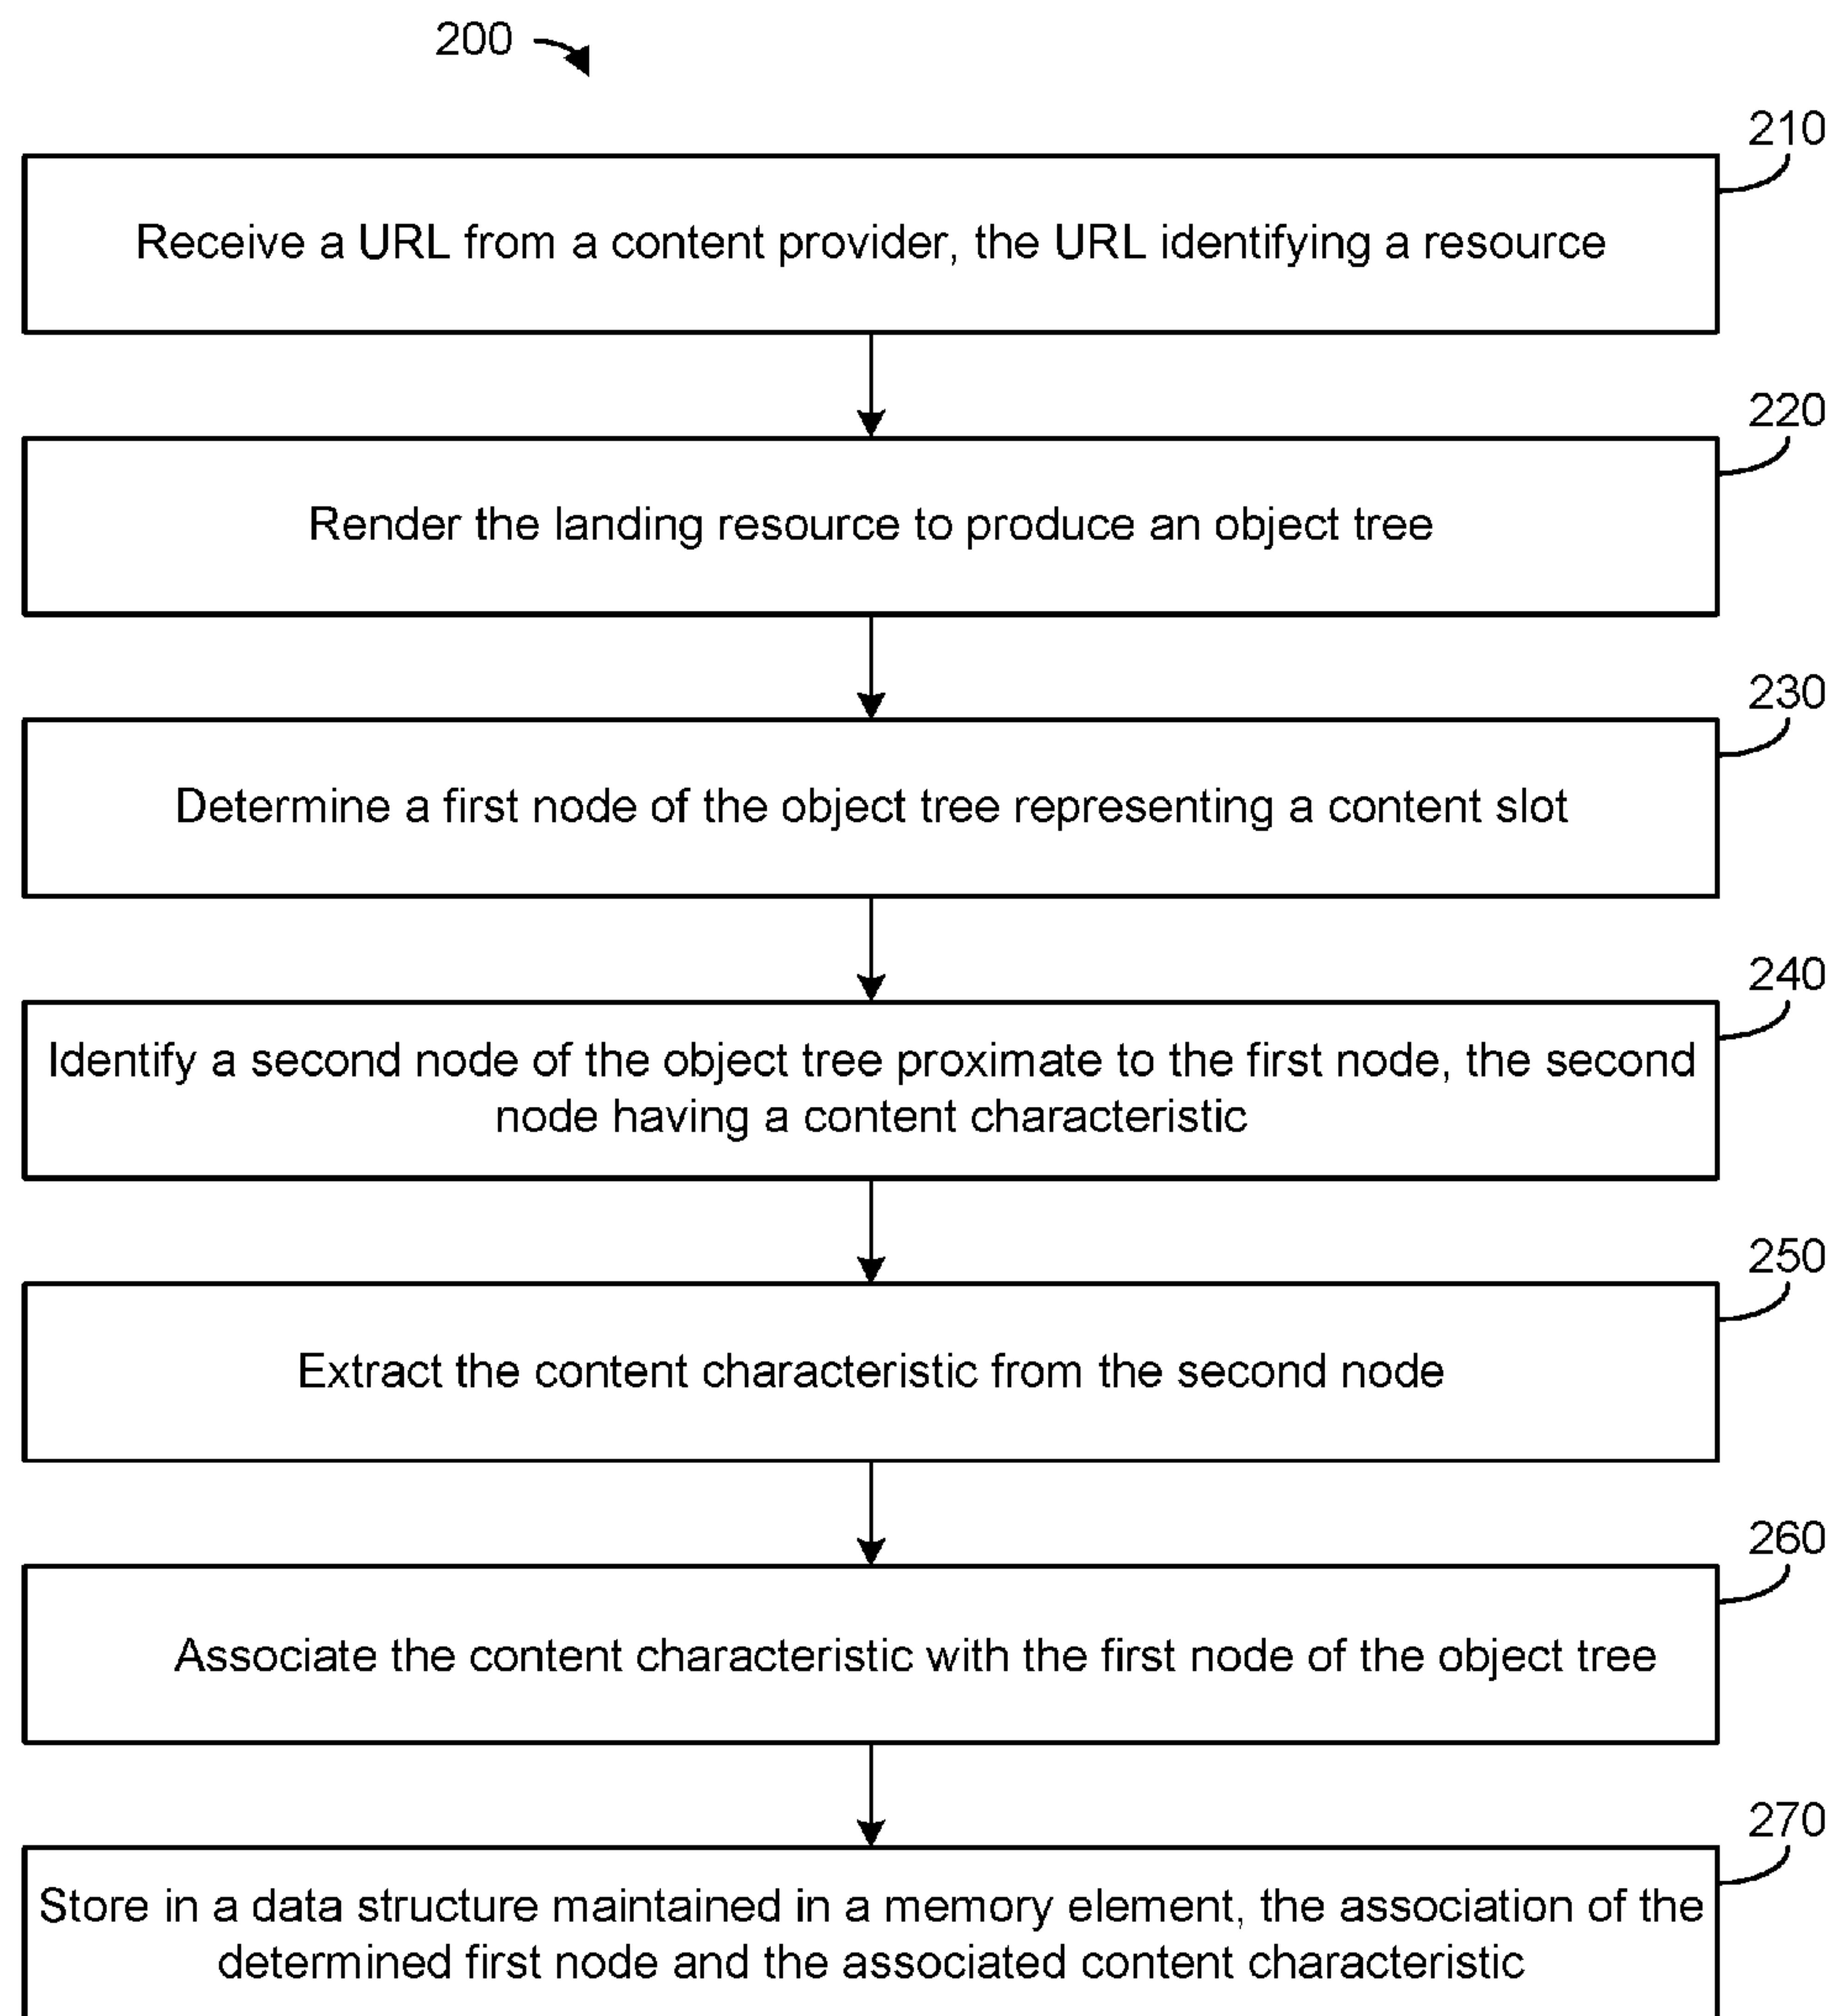 200
210
Receive a URL from a content provider, the URL identifying a resource
220
Render the landing resource to produce an object tree
230
Determine a first node of the object tree representing a content slot
240
Identify a second node of the object tree proximate to the first node, the second
node having a content characteristic
250
Extract the content characteristic from the second node
260
Associate the content characteristic with the first node of the object tree
270
Store in a data structure maintained in a memory element, the association of the
determined first node and the associated content characteristic